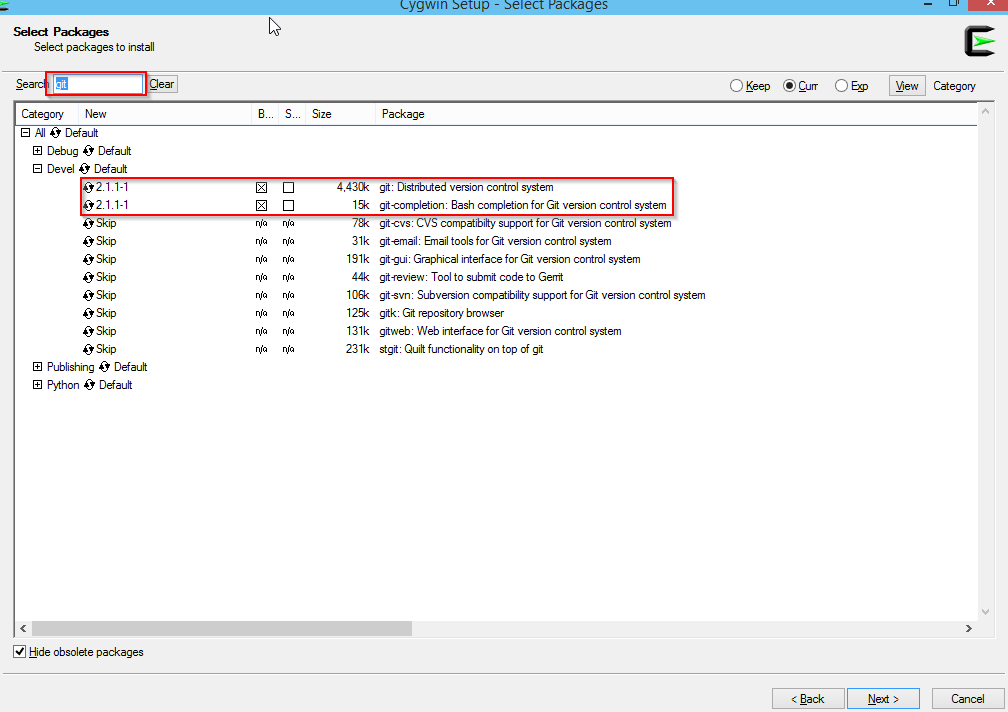 Cygwin Setup - Select Packages
Select Packages
Select packages to install
Search git Clear Keep Curr Exp View Category
Category New B... S... Size Package
All Default
Debug Default
Devel Default
2.1.1-1 4,430k git: Distributed version control system
2.1.1-1 15k git-completion: Bash completion for Git version control system
Skip n/a n/a 78k git-cvs: CVS compatibilty support for Git version control system
Skip n/a n/a 31k git-email: Email tools for Git version control system
Skip n/a n/a 191k git-gui: Graphical interface for Git version control system
Skip n/a n/a 44k git-review: Tool to submit code to Gerrit
Skip n/a n/a 106k git-svn: Subversion compatibility support for Git version control system
Skip n/a n/a 125k gitk: Git repository browser
Skip n/a n/a 131k gitweb: Web interface for Git version control system
Skip n/a n/a 231k stgit: Quilt functionality on top of git
Publishing Default
Python Default
Hide obsolete packages
< Back Next > Cancel